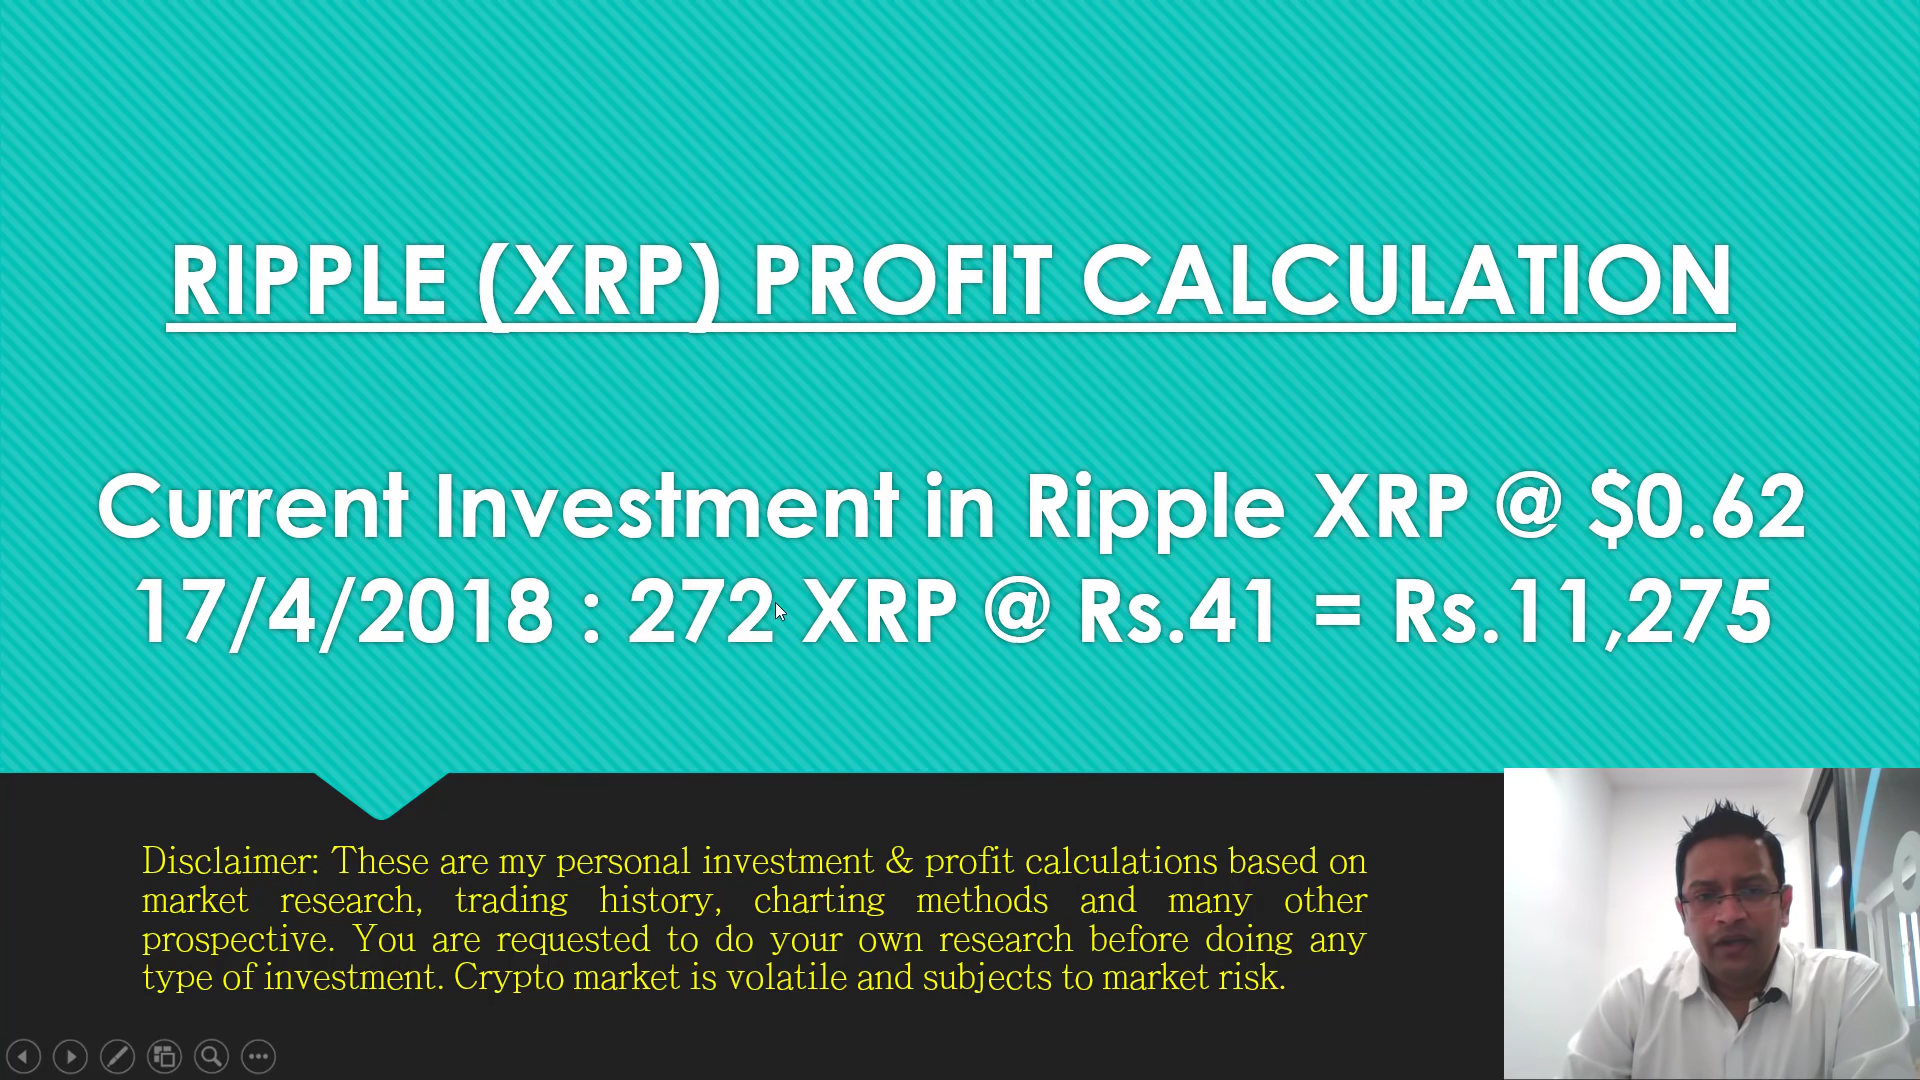 RIPPLE (XRP) PROFIT CALCULATION
Current Investment in Ripple XRP @ $0.62
17/4/2018 : 272 XRP @ Rs.41 = Rs.11,275
Disclaimer: These are my personal investment & profit calculations based on
market research, trading history, charting methods and many other
prospective. You are requested to do your own research before doing any
type of investment. Crypto market is volatile and subjects to market risk.